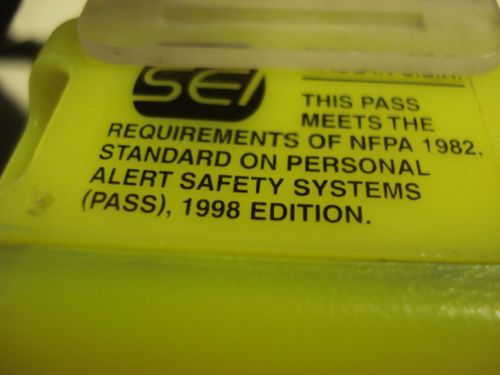 SEI
THIS PASS
MEETS THE
REQUIREMENTS OF NFPA 1982,
STANDARD ON PERSONAL
ALERT SAFETY SYSTEMS
(PASS), 1998 EDITION.